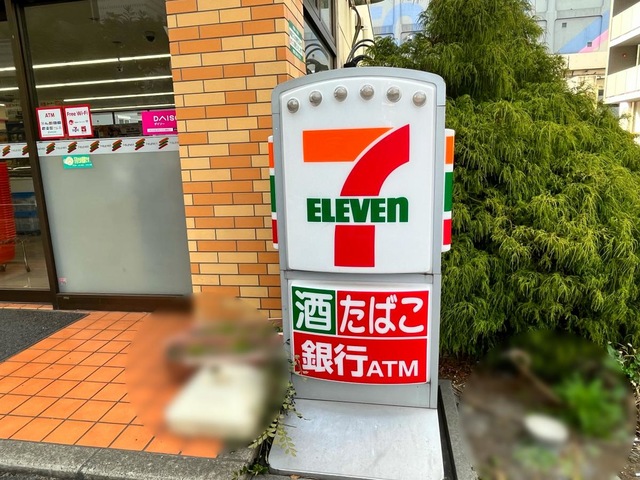 ATM
Free Wi-Fi
DAISO
7
ELEVEN
酒 たばこ
銀行ATM